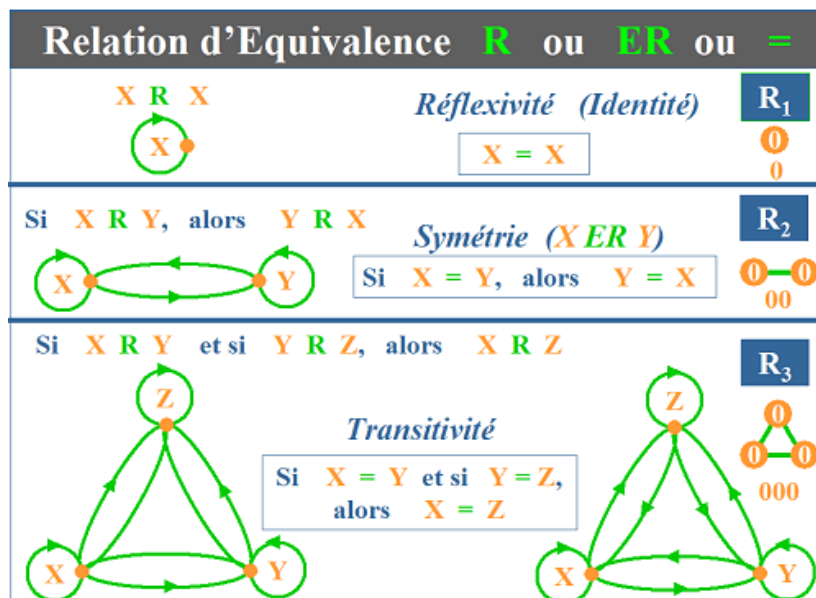 Relation d'Equivalence R ou ER ou =
X R X
X
Réflexivité (Identité)
X = X
R1
0
0
Si X R Y, alors Y R X
X
Y
Symétrie (X ER Y)
Si X = Y, alors Y = X
R2
0 0
00
Si X R Y et si Y R Z, alors X R Z
Z
X
Y
Transitivité
Si X = Y et si Y = Z,
alors X = Z
Z
X
Y
R3
0
0 0
000